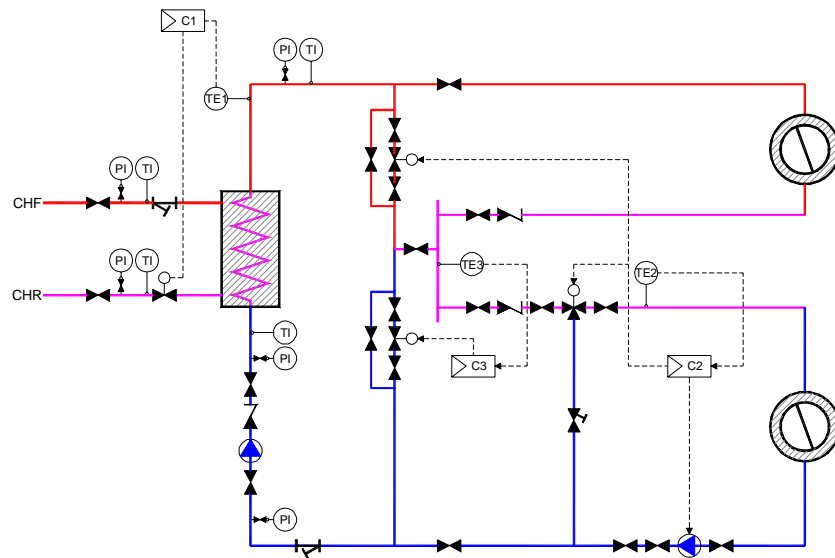 C1
PI TI
TE1
PI TI
CHF
TE3
TE2
PI TI
CHR
TI
PI
C3
C2
PI